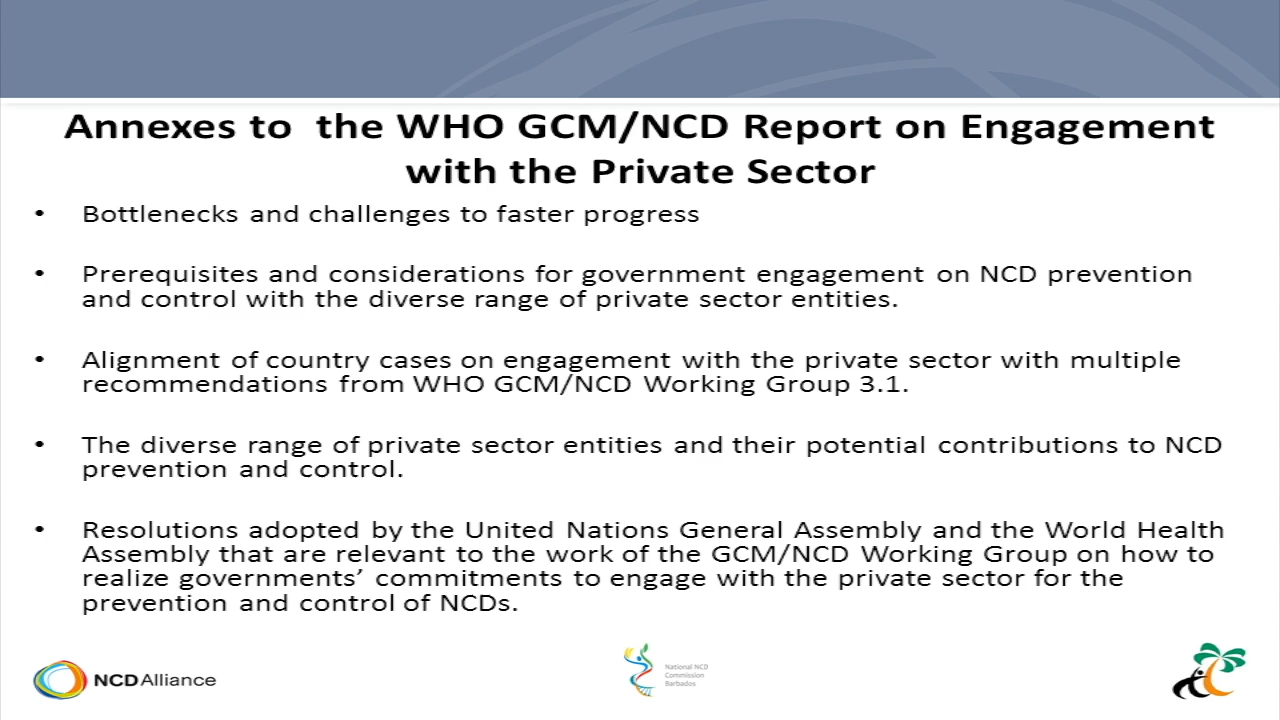 Annexes to  the WHO GCM/NCD Report on Engagement
with the Private Sector
• Bottlenecks and challenges to faster progress
• Prerequisites and considerations for government engagement on NCD prevention
and control with the diverse range of private sector entities.
• Alignment of country cases on engagement with the private sector with multiple
recommendations from WHO GCM/NCD Working Group 3.1.
• The diverse range of private sector entities and their potential contributions to NCD
prevention and control.
• Resolutions adopted by the United Nations General Assembly and the World Health
Assembly that are relevant to the work of the GCM/NCD Working Group on how to
realize governments’ commitments to engage with the private sector for the
prevention and control of NCDs.
NCDAlliance
National NCD
Commission
Barbados